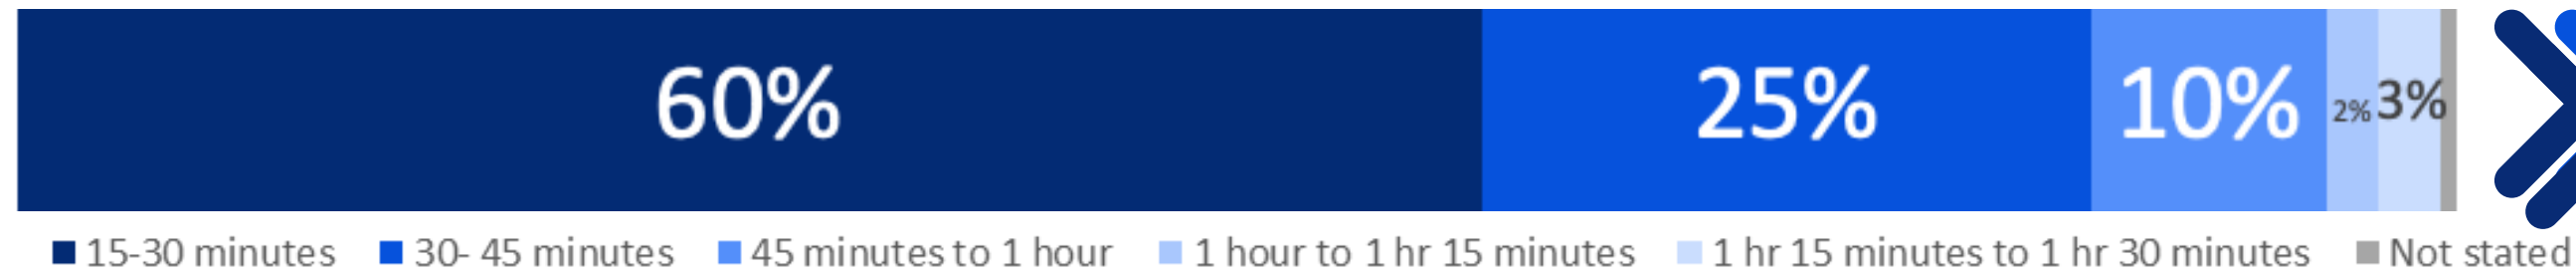 60% 25% 10% 2% 3%
15-30 minutes 30- 45 minutes 45 minutes to 1 hour 1 hour to 1 hr 15 minutes 1 hr 15 minutes to 1 hr 30 minutes Not stated